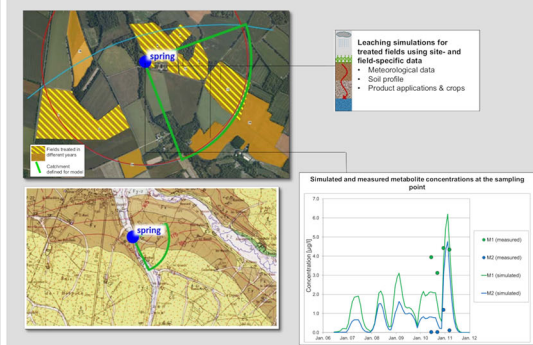 spring
Fields treated in
different years
Catchment
defined for model
Leaching simulations for
treated fields using site- and
field-specific data
• Meteorological data
• Soil profile
• Product applications & crops
spring
Simulated and measured metabolite concentrations at the sampling
point
Concentration [µg/l]
7.0
6.0
5.0
4.0
3.0
2.0
1.0
0.0
Jan. 06
Jan. 07
Jan. 08
Jan. 09
Jan. 10
Jan. 11
Jan. 12
M1 (measured)
M2 (measured)
M1 (simulated)
M2 (simulated)